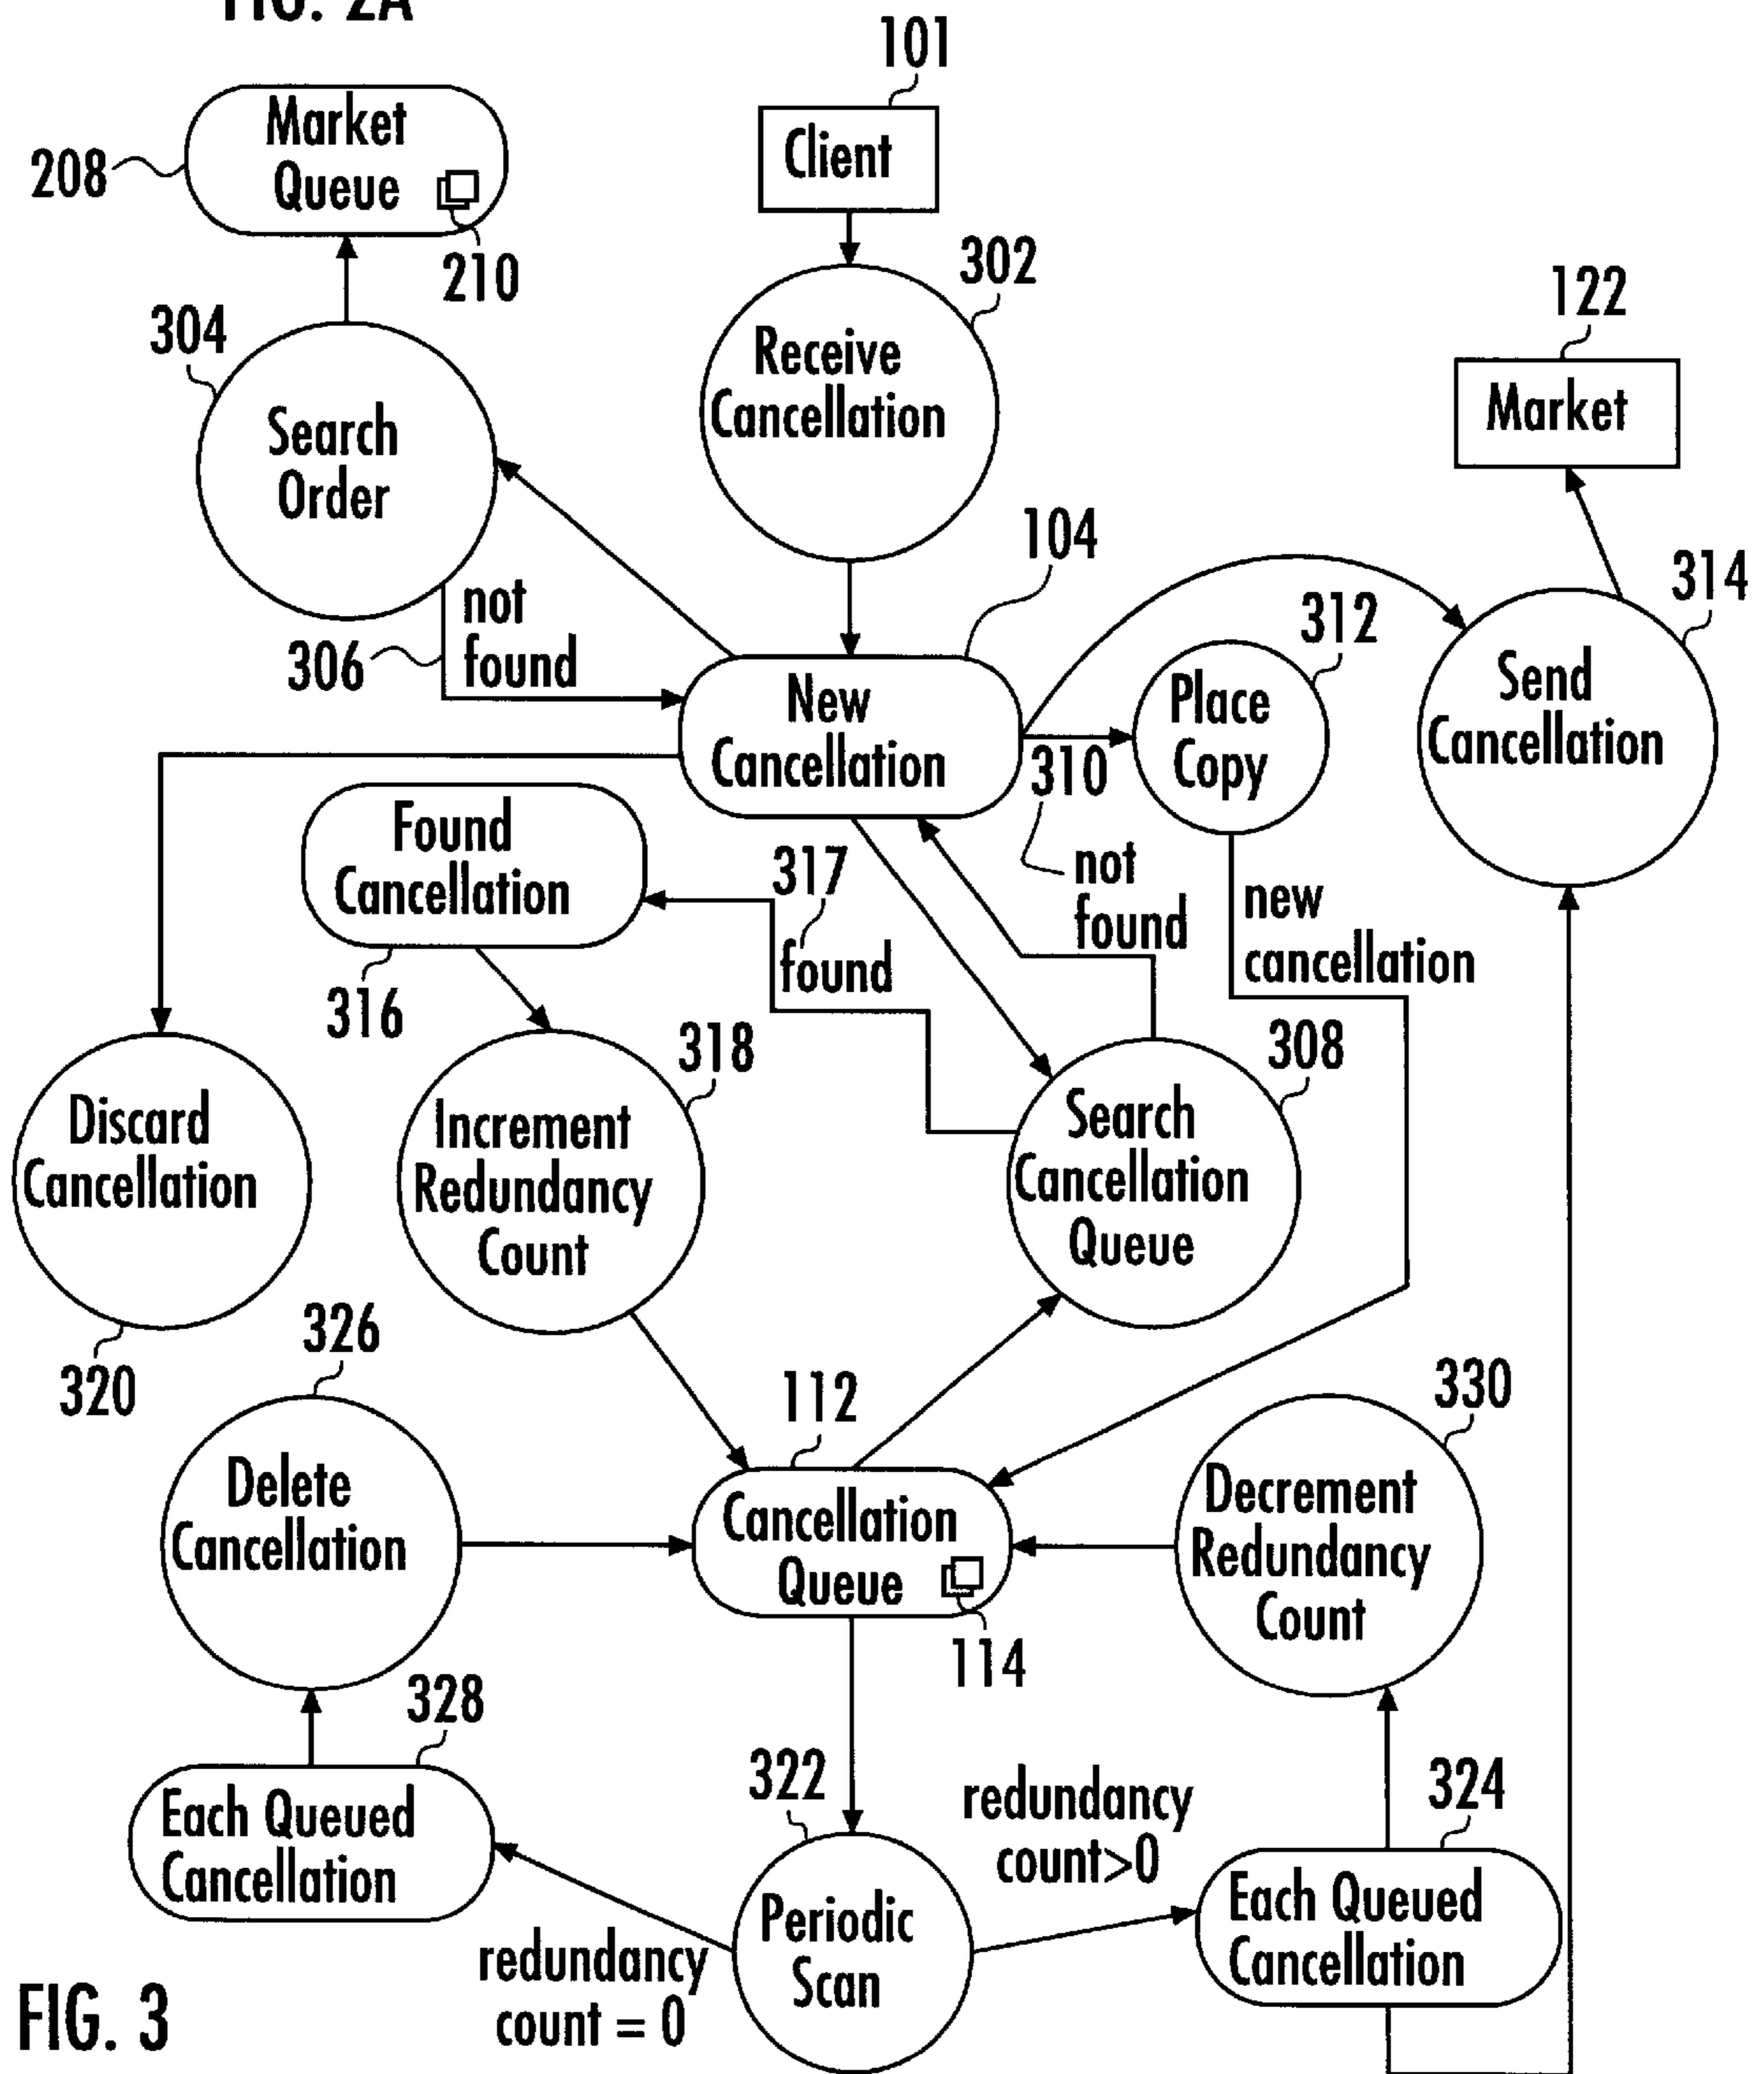 FIG. 2A
101
Market
Queue
208
210
Client
302
Receive
Cancellation
122
Market
304
Search
Order
104
not
found
306
314
312
New
Cancellation
Place
Copy
Send
Cancellation
310
not
found
317
found
new
cancellation
Found
Cancellation
316
318
308
Discard
Cancellation
Increment
Redundancy
Count
Search
Cancellation
Queue
320
326
112
330
Delete
Cancellation
Cancellation
Queue
114
Decrement
Redundancy
Count
328
322
redundancy
count>0
324
Each Queued
Cancellation
Periodic
Scan
Each Queued
Cancellation
redundancy
count = 0
FIG. 3